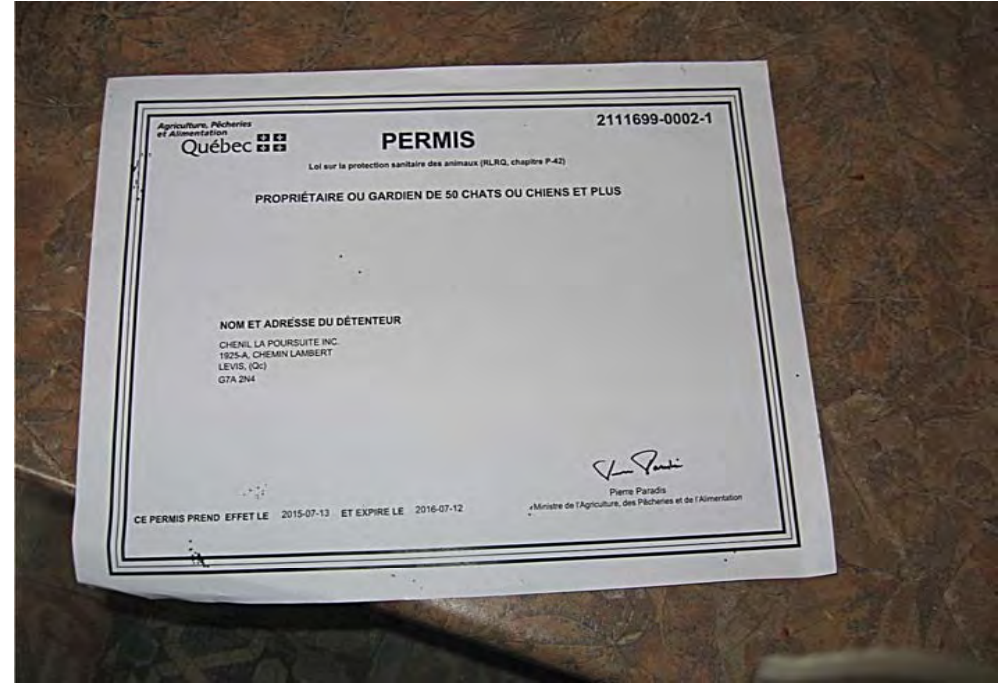 Agriculture, Pêcheries
et Alimentation
Québec
2111699-0002-1
PERMIS
Loi sur la protection sanitaire des animaux (RLRQ, chapitre P-42)
PROPRIÉTAIRE OU GARDIEN DE 50 CHATS OU CHIENS ET PLUS
NOM ET ADRESSE DU DÉTENTEUR
CHENIL LA POURSUITE INC.
1925-A, CHEMIN LAMBERT
LEVIS, (Qc)
G7A 2N4
Pierre Paradis
Ministre de l'Agriculture, des Pêcheries et de l'Alimentation
CE PERMIS PREND EFFET LE 2015-07-13 ET EXPIRE LE 2016-07-12